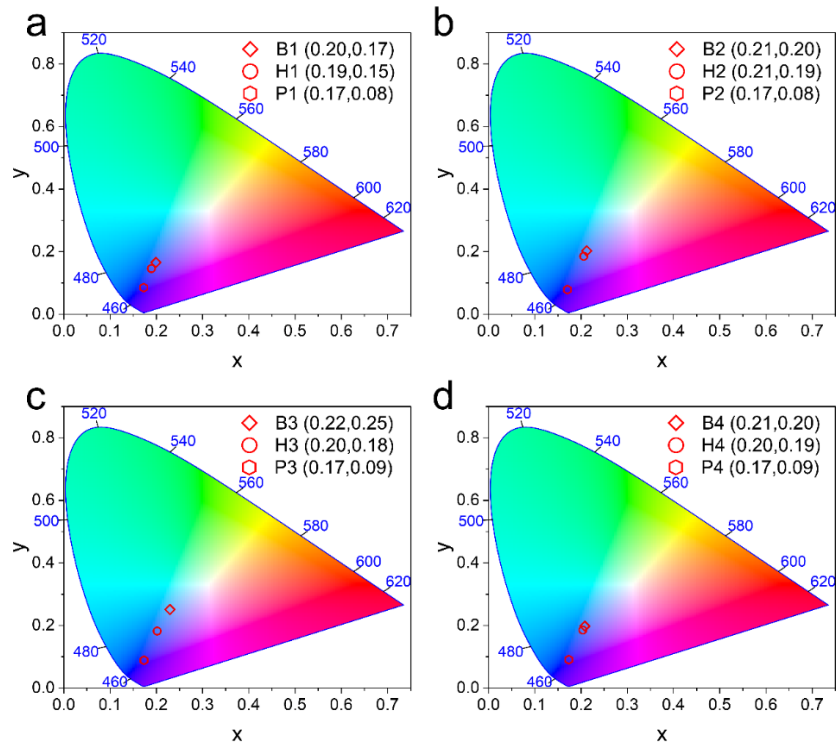 a
B1 (0.20,0.17)
H1 (0.19,0.15)
P1 (0.17,0.08)
520
540
560
580
600
620
500
480
460
0.8
0.6
0.4
0.2
0.0
y
0.0 0.1 0.2 0.3 0.4 0.5 0.6 0.7
x
b
B2 (0.21,0.20)
H2 (0.21,0.19)
P2 (0.17,0.08)
520
540
560
580
600
620
500
480
460
0.8
0.6
0.4
0.2
0.0
y
0.0 0.1 0.2 0.3 0.4 0.5 0.6 0.7
x
c
B3 (0.22,0.25)
H3 (0.20,0.18)
P3 (0.17,0.09)
520
540
560
580
600
620
500
480
460
0.8
0.6
0.4
0.2
0.0
y
0.0 0.1 0.2 0.3 0.4 0.5 0.6 0.7
x
d
B4 (0.21,0.20)
H4 (0.20,0.19)
P4 (0.17,0.09)
520
540
560
580
600
620
500
480
460
0.8
0.6
0.4
0.2
0.0
y
0.0 0.1 0.2 0.3 0.4 0.5 0.6 0.7
x